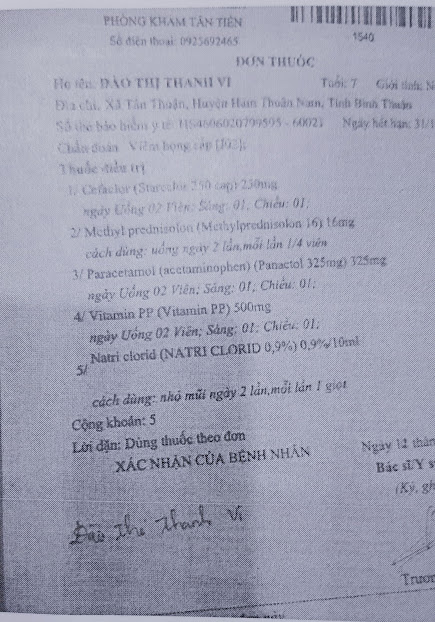 PHÒNG KHÁM TÂN TIẾN
Số điện thoại: 0925692465
1540
ĐƠN THUỐC
Họ tên: ĐÀO THỊ THANH VI Tuổi: 7 Giới tính: N
Địa chỉ: Xã Tân Thuận, Huyện Hàm Thuận Nam, Tỉnh Bình Thuận
Số thẻ bảo hiểm y tế: Ngày hết hạn: 31/1
Chẩn đoán: Viêm họng cấp
Thuốc điều trị
1/ Cefaclor 250mg
ngày Uống 02 Viên; Sáng: 01; Chiều: 01;
2/ Methyl prednisolon (Methylprednisolon 16) 16mg
cách dùng: uống ngày 2 lần,mỗi lần 1/4 viên
3/ Paracetamol (acetaminophen) (Panactol 325mg) 325mg
ngày Uống 02 Viên; Sáng: 01; Chiều: 01;
4/ Vitamin PP (Vitamin PP) 500mg
ngày Uống 02 Viên; Sáng; 01; Chiều: 01;
5/ Natri clorid (NATRI CLORID 0,9%) 0,9%/10ml
cách dùng: nhỏ mũi ngày 2 lần,mỗi lần 1 giọt
Cộng khoản: 5
Lời dặn: Dùng thuốc theo đơn
Ngày 12 thán
XÁC NHẬN CỦA BỆNH NHÂN
Bác sĩ/Y s
(Ký, gh
Đào Thị Thanh Vi
Trươn